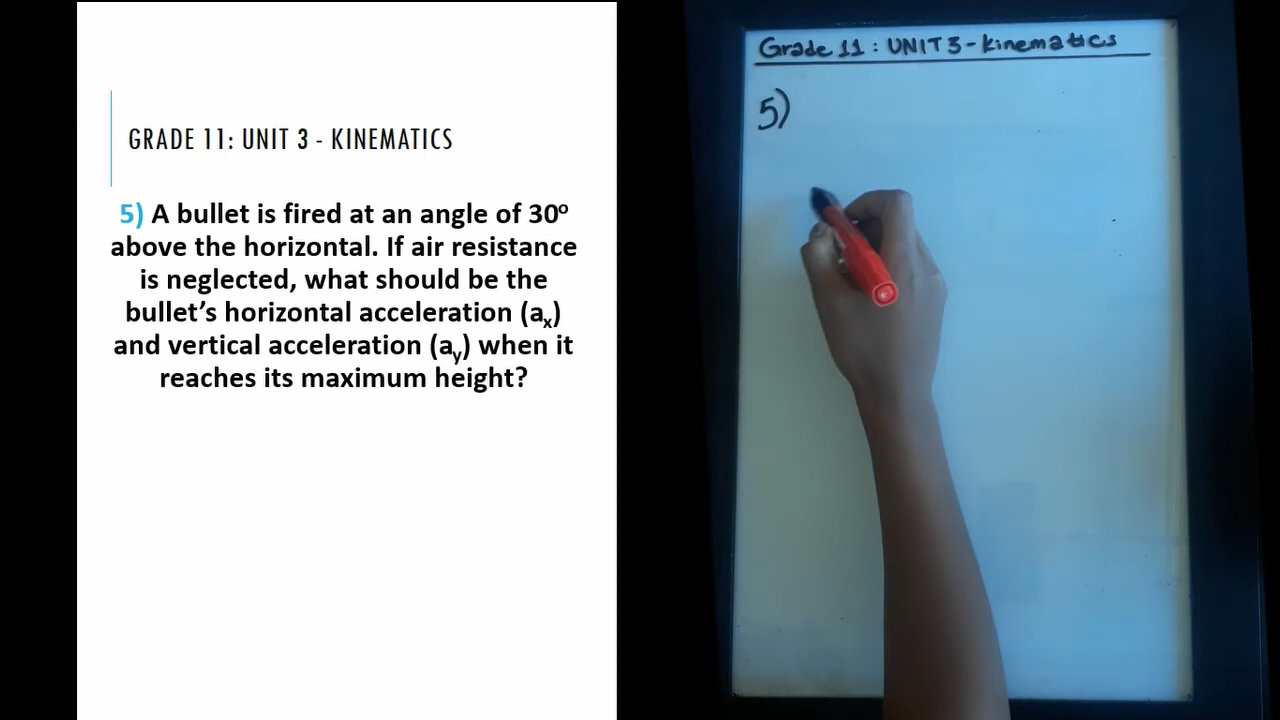 GRADE 11: UNIT 3 - KINEMATICS
5) A bullet is fired at an angle of 30º
above the horizontal. If air resistance
is neglected, what should be the
bullet’s horizontal acceleration (aₓ)
and vertical acceleration (aᵧ) when it
reaches its maximum height?
Grade 11 : UNIT 3 - Kinematics
5)